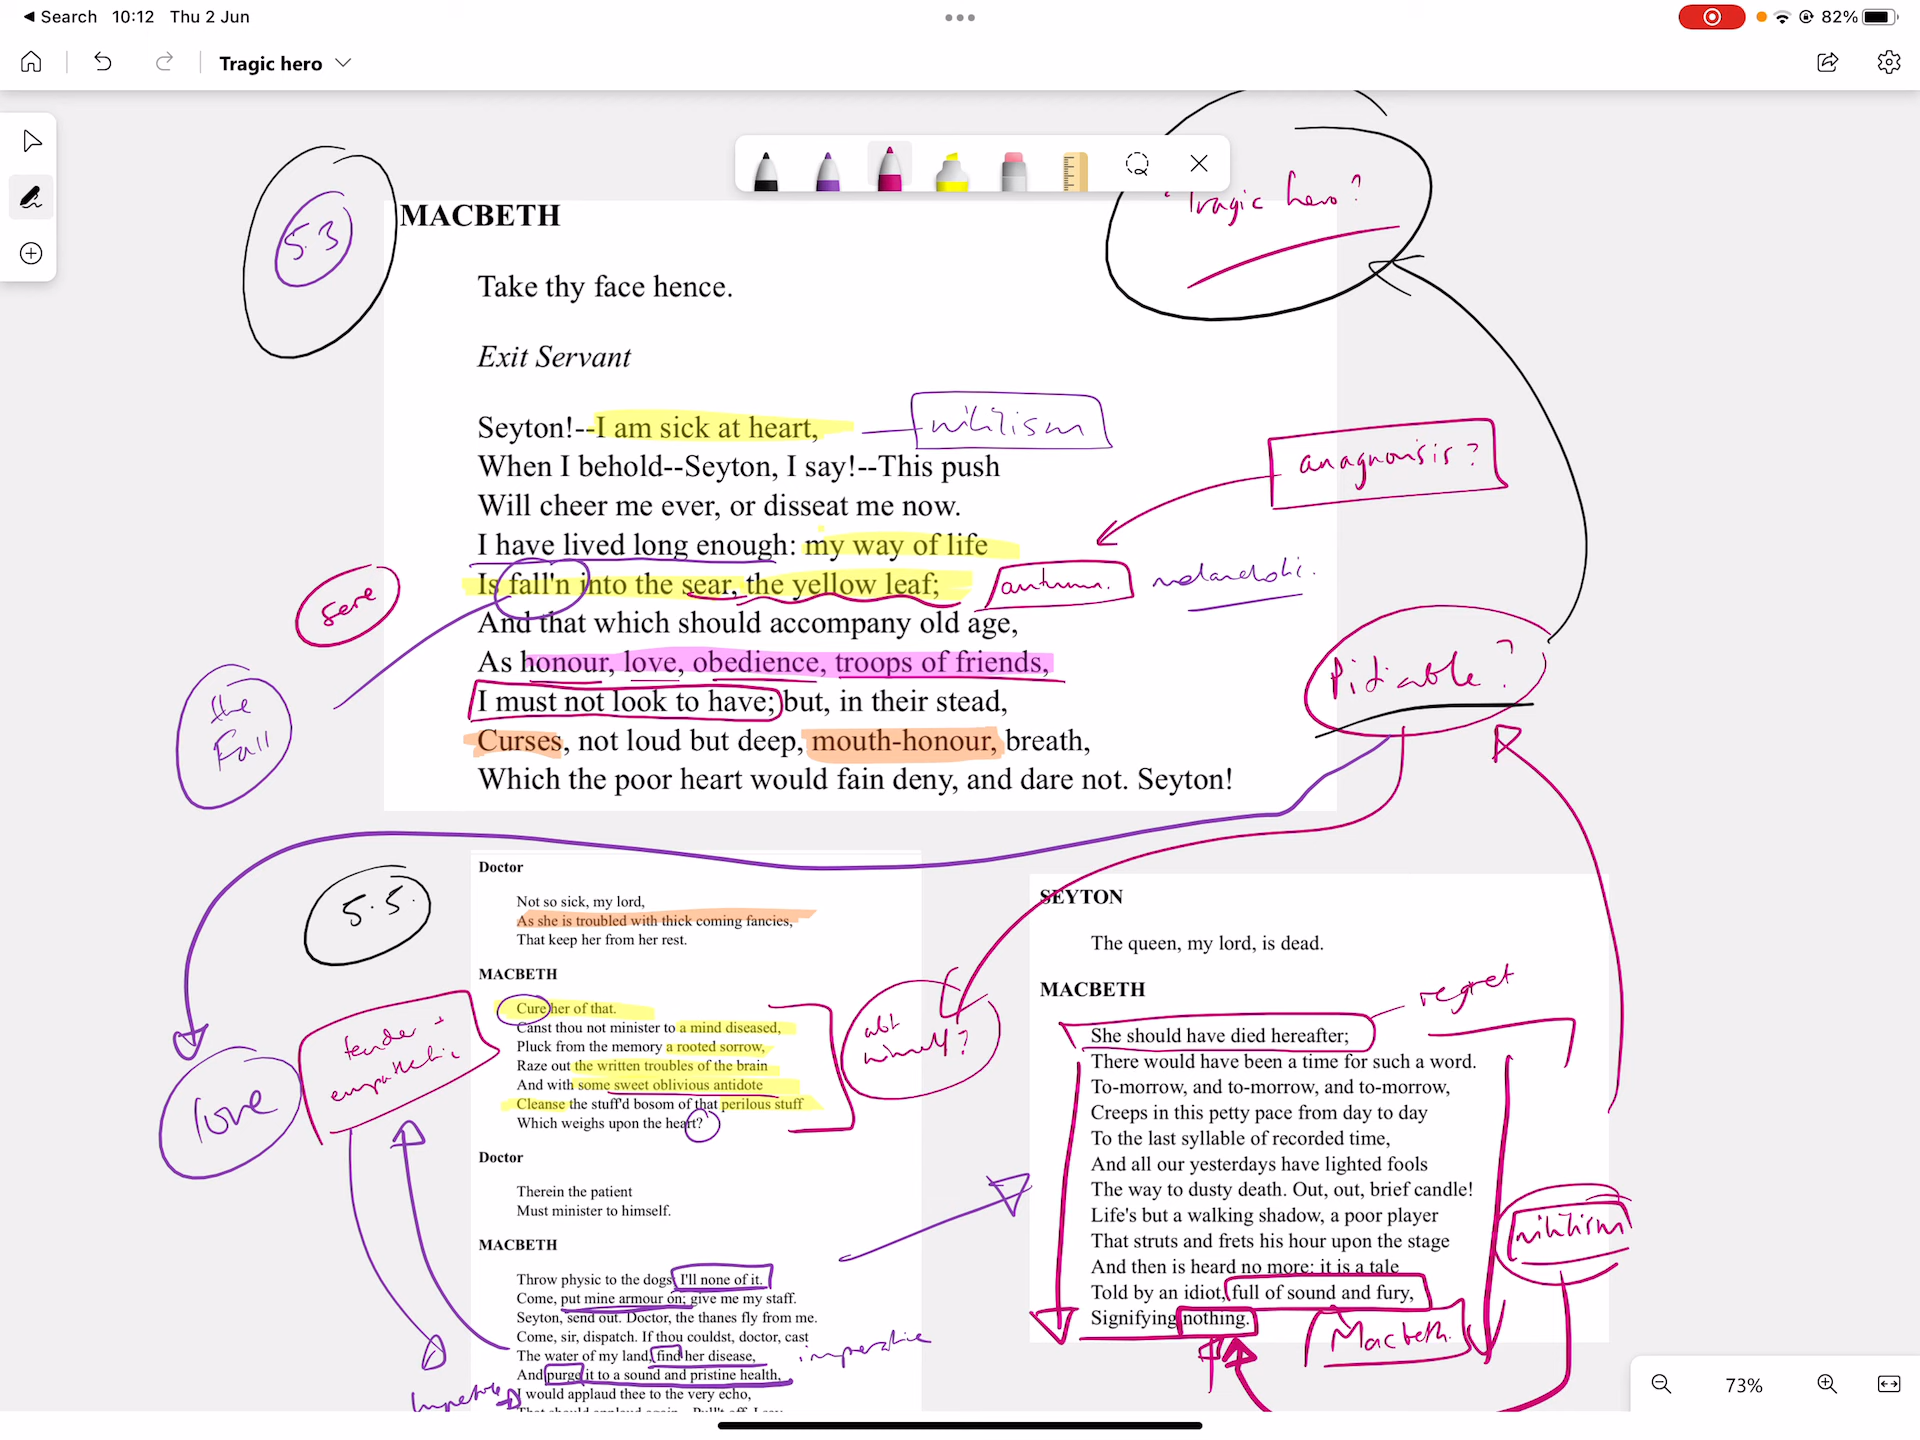 Search 10:12 Thu 2 Jun
82%
Tragic hero
Tragic hero?
5.3
MACBETH
Take thy face hence.
Exit Servant
Seyton!--I am sick at heart,
nihilism
When I behold--Seyton, I say!--This push
anagnorisis?
Will cheer me ever, or disseat me now.
I have lived long enough: my way of life
Is fall'n into the sear, the yellow leaf;
autumn.
sere
And that which should accompany old age,
As honour, love, obedience, troops of friends,
Pitiable?
I must not look to have; but, in their stead,
the
Fall
Curses, not loud but deep, mouth-honour, breath,
Which the poor heart would fain deny, and dare not. Seyton!
5.5.
Doctor
Not so sick, my lord,
As she is troubled with thick coming fancies,
That keep her from her rest.
MACBETH
Cure her of that.
Canst thou not minister to a mind diseased,
Pluck from the memory a rooted sorrow,
Raze out the written troubles of the brain
And with some sweet oblivious antidote
Cleanse the stuff'd bosom of that perilous stuff
Which weighs upon the heart?
abt
himself?
tender +
empathetic
love
Doctor
Therein the patient
Must minister to himself.
MACBETH
Throw physic to the dogs; I'll none of it.
Come, put mine armour on; give me my staff.
Seyton, send out. Doctor, the thanes fly from me.
Come, sir, dispatch. If thou couldst, doctor, cast
The water of my land, find her disease,
imperative
And purge it to a sound and pristine health,
I would applaud thee to the very echo,
SEYTON
The queen, my lord, is dead.
regret
MACBETH
She should have died hereafter;
There would have been a time for such a word.
To-morrow, and to-morrow, and to-morrow,
Creeps in this petty pace from day to day
To the last syllable of recorded time,
And all our yesterdays have lighted fools
The way to dusty death. Out, out, brief candle!
Life's but a walking shadow, a poor player
nihilism
That struts and frets his hour upon the stage
And then is heard no more: it is a tale
Told by an idiot, full of sound and fury,
Signifying nothing.
Macbeth.
73%